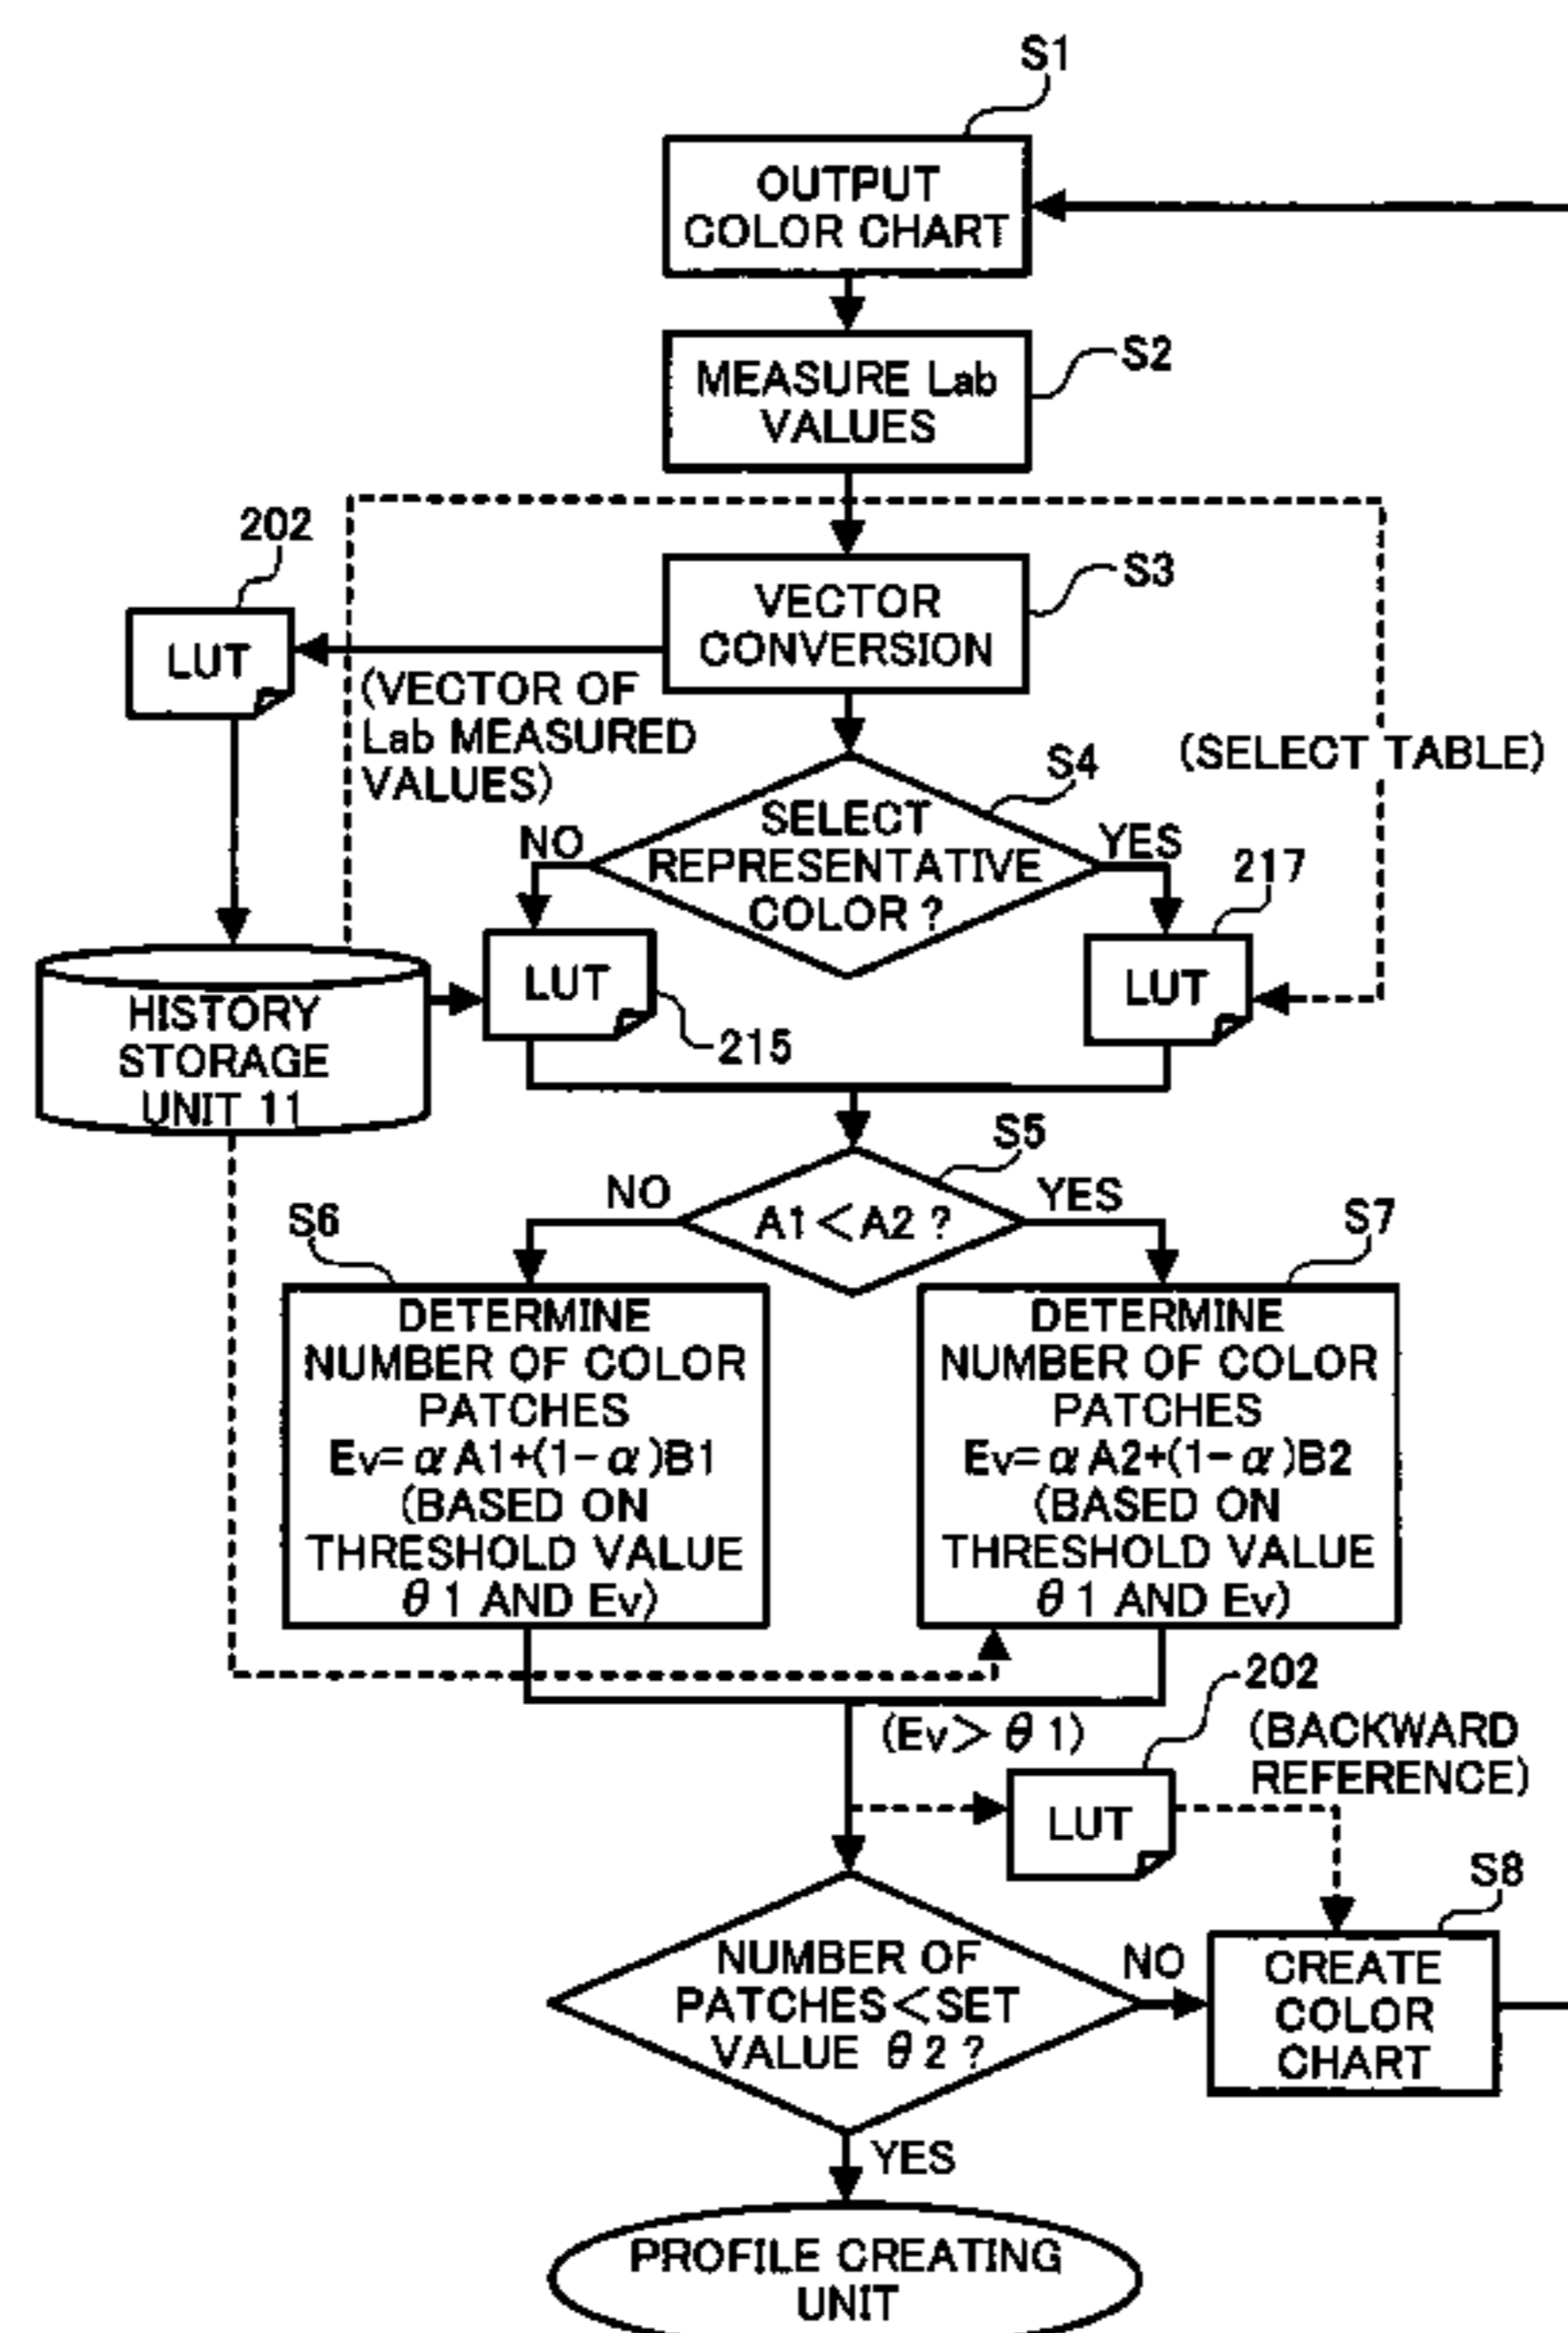 S1
OUTPUT
COLOR CHART
S2
MEASURE Lab
VALUES
202
S3
VECTOR
CONVERSION
LUT
(VECTOR OF
Lab MEASURED
VALUES)
(SELECT TABLE)
S4
SELECT
REPRESENTATIVE
COLOR ?
NO
YES
217
LUT
LUT
HISTORY
STORAGE
UNIT 11
215
S5
A1<A2 ?
NO
YES
S6
S7
DETERMINE
NUMBER OF COLOR
PATCHES
Ev=αA1+(1-α)B1
(BASED ON
THRESHOLD VALUE
θ1 AND Ev)
DETERMINE
NUMBER OF COLOR
PATCHES
Ev=αA2+(1-α)B2
(BASED ON
THRESHOLD VALUE
θ1 AND Ev)
202
(Ev>θ1)
(BACKWARD
REFERENCE)
LUT
S8
NUMBER OF
PATCHES<SET
VALUE θ2 ?
NO
CREATE
COLOR
CHART
YES
PROFILE CREATING
UNIT